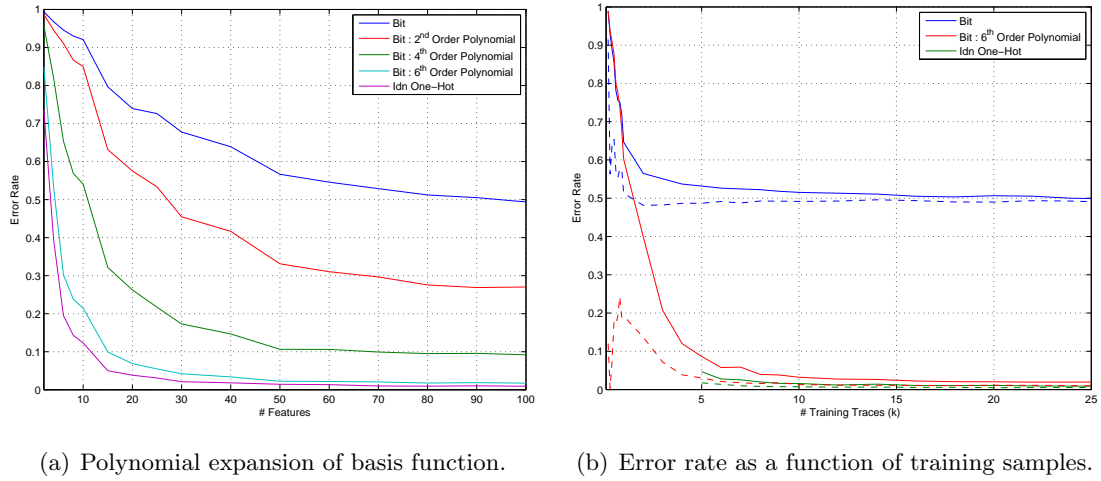 1
0.9
0.8
0.7
0.6
0.5
0.4
0.3
0.2
0.1
0
Error Rate
10 20 30 40 50 60 70 80 90 100
# Features
Bit
Bit : 2nd Order Polynomial
Bit : 4th Order Polynomial
Bit : 6th Order Polynomial
Idn One-Hot
(a) Polynomial expansion of basis function.
1
0.9
0.8
0.7
0.6
0.5
0.4
0.3
0.2
0.1
0
Error Rate
5 10 15 20 25
# Training Traces (k)
Bit
Bit : 6th Order Polynomial
Idn One-Hot
(b) Error rate as a function of training samples.